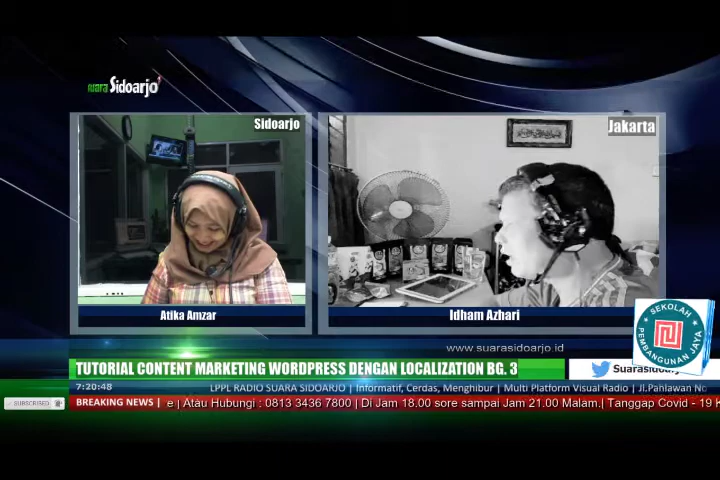 suara Sidoarjo
Sidoarjo
Jakarta
Atika Amzar
Idham Azhari
www.suarasidoarjo.id
SEKOLAH
PEMBANGUNAN JAYA
TUTORIAL CONTENT MARKETING WORDPRESS DENGAN LOCALIZATION BG. 3
Suarasidoarjo
7:20:48
LPPL RADIO SUARA SIDOARJO | Informatif, Cerdas, Menghibur | Multi Platform Visual Radio | Jl.Pahlawan No
SUBSCRIBED
BREAKING NEWS |
e | Atau Hubungi : 0813 3436 7800 | Di Jam 18.00 sore sampai Jam 21.00 Malam.| Tanggap Covid - 19 K